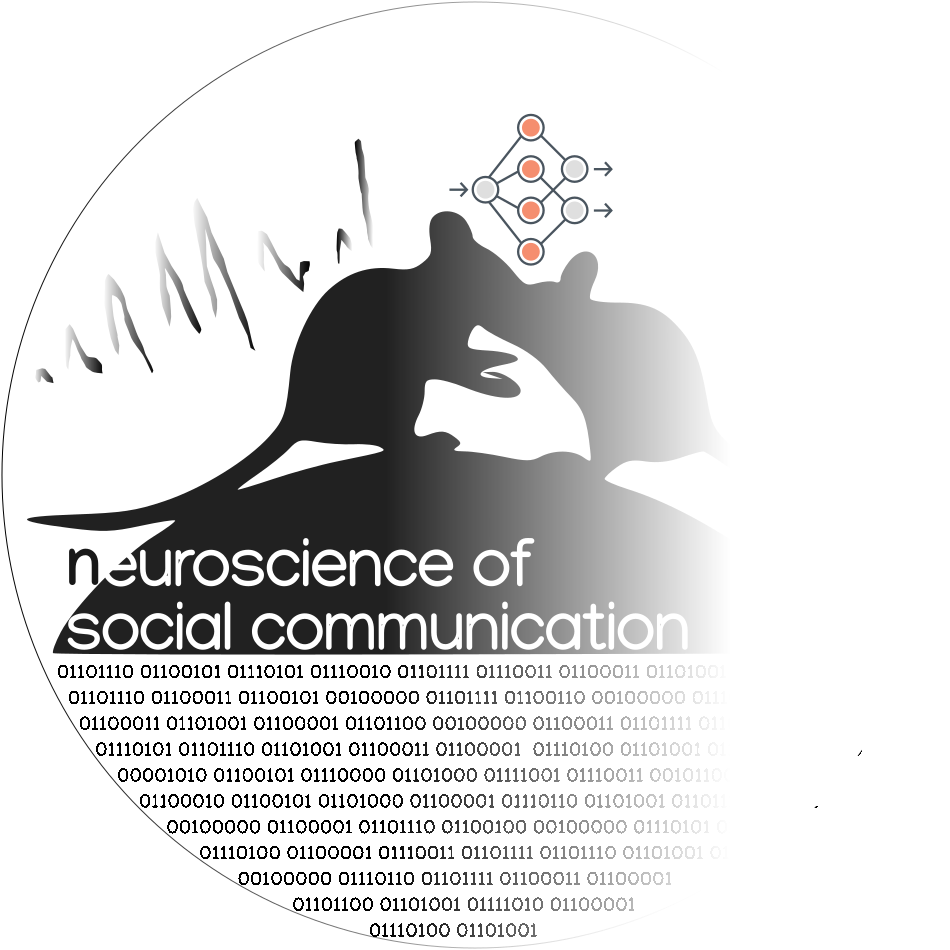 neuroscience of
social communication
01101110 01100101 01110101 01110010 01101111 01110011 01100011 01101001
01101110 01100011 01100101 00100000 01101111 01100110 00100000
01100011 01101001 01100001 01101100 00100000 01100011 01101111
01110101 01101110 01101001 01100011 01100001 01110100 01101001
00001010 01100101 01110000 01101000 01111001 01110011
01100010 01100101 01101000 01100001 01110110 01101001
00100000 01100001 01101110 01100100 00100000 01110101
01110100 01100001 01110011 01101111 01101110 01101001
00100000 01110110 01101111 01100011 01100001
01101100 01101001 01111010 01100001
01110100 01101001